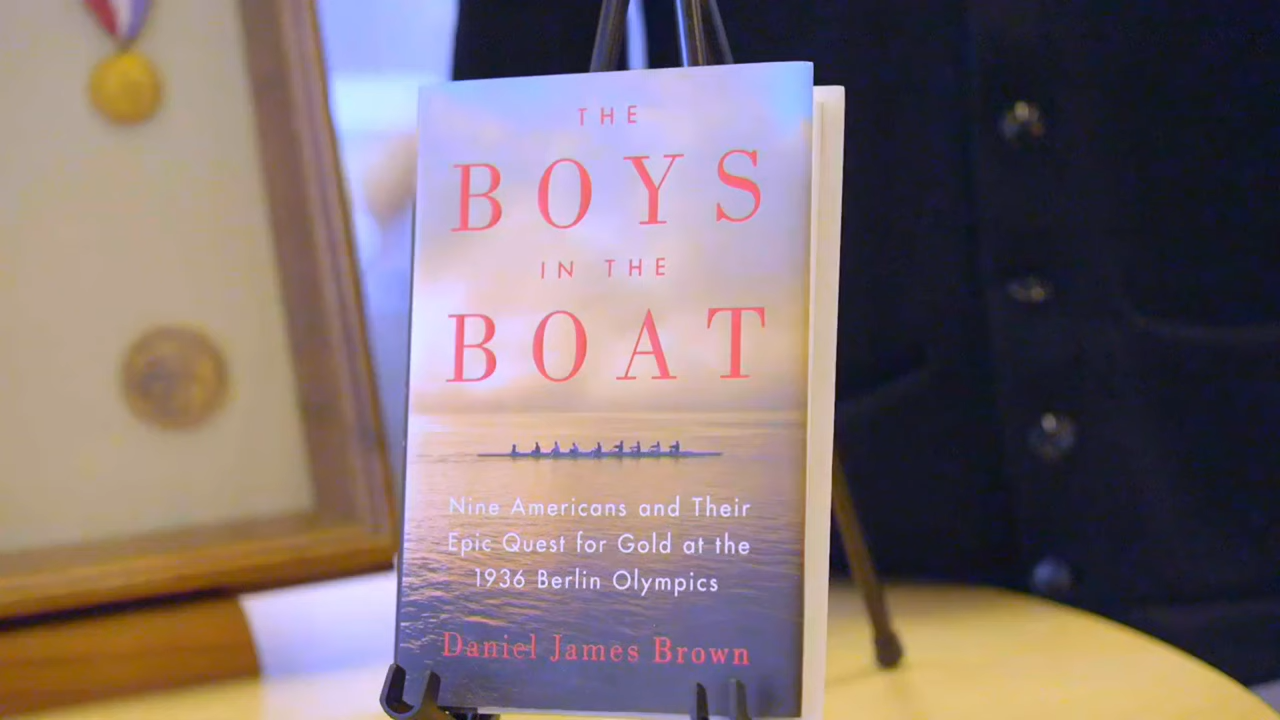 THE
BOYS
IN THE
BOAT
Nine Americans and Their
Epic Quest for Gold at the
1936 Berlin Olympics
Daniel James Brown